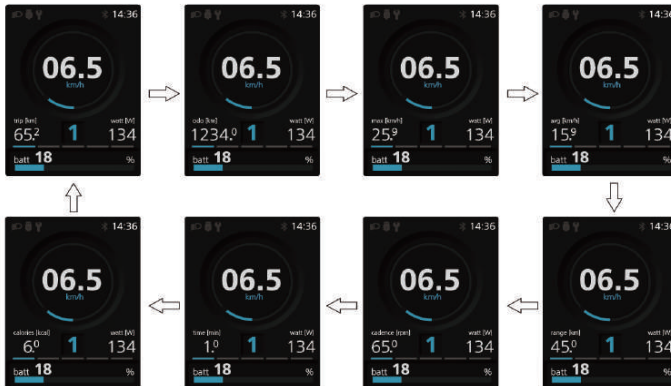 14:36
06.5
km/h
trip [km] watt [W]
65.2 1 134
batt 18 %
14:36
06.5
km/h
odo [km] watt [W]
1234.0 1 134
batt 18 %
14:36
06.5
km/h
max [km/h] watt [W]
25.9 1 134
batt 18 %
14:36
06.5
km/h
avg [km/h] watt [W]
15.9 1 134
batt 18 %
14:36
06.5
km/h
calories [kcal] watt [W]
6.0 1 134
batt 18 %
14:36
06.5
km/h
time [min] watt [W]
1.0 1 134
batt 18 %
14:36
06.5
km/h
cadence [rpm] watt [W]
65.0 1 134
batt 18 %
14:36
06.5
km/h
range [km] watt [W]
45.0 1 134
batt 18 %